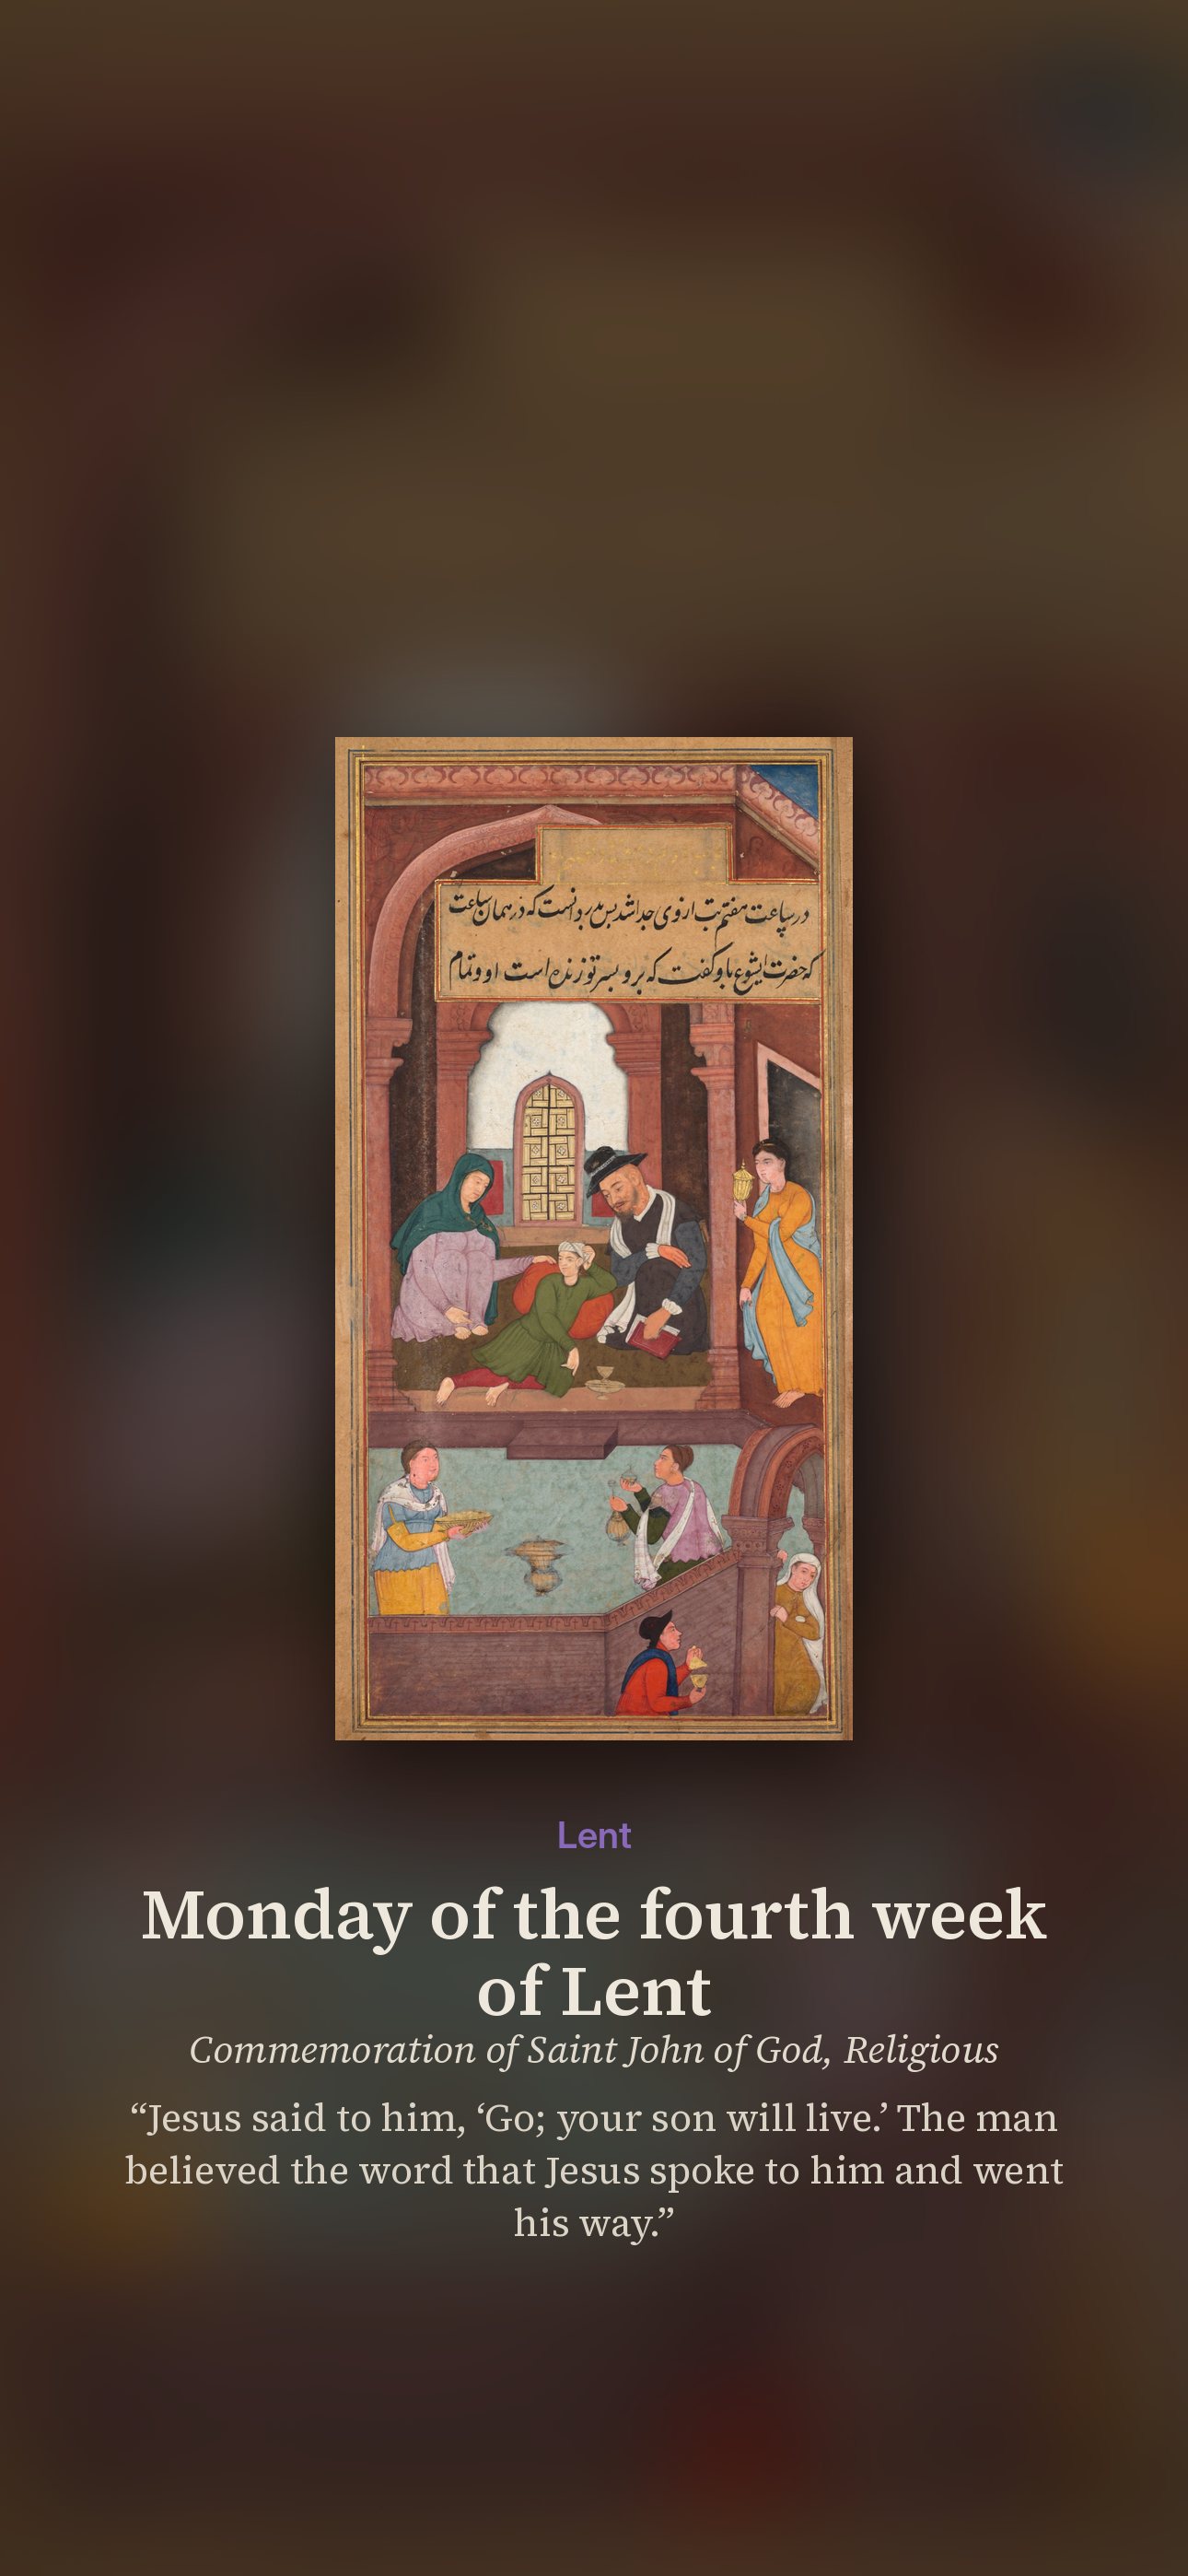 در ساعت هفتم تب از وی جدا شد پس پدر دانست که در همان ساعت
که حضرت ایشوع باو گفت که برو پسر تو زنده است او و تمام
Lent
Monday of the fourth week
of Lent
Commemoration of Saint John of God, Religious
“Jesus said to him, ‘Go; your son will live.’ The man
believed the word that Jesus spoke to him and went
his way.”